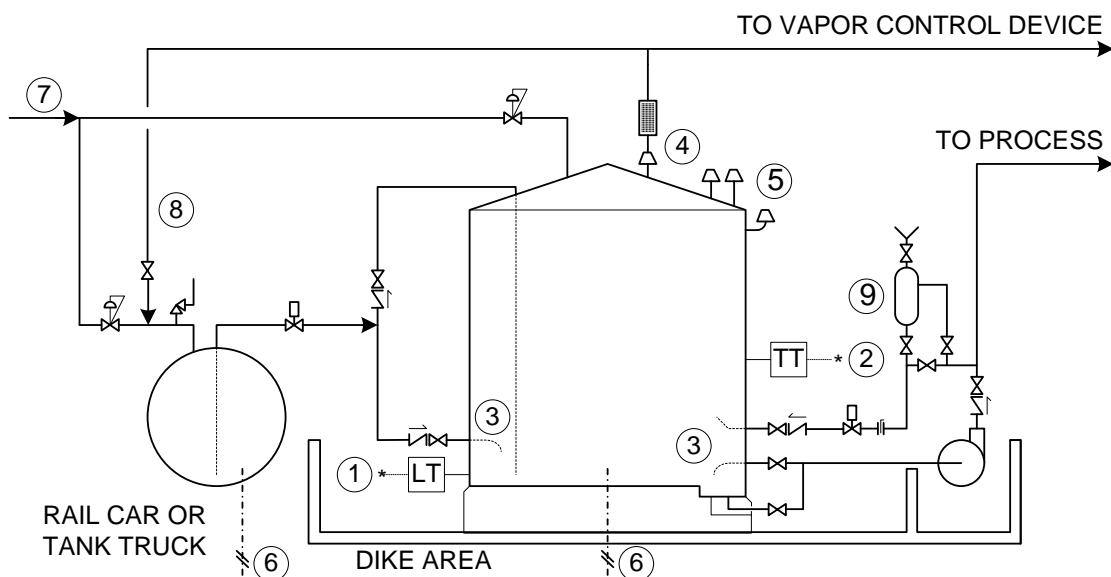 TO VAPOR CONTROL DEVICE
7
4
TO PROCESS
5
8
9
TT
* 2
3
3
1 * LT
RAIL CAR OR
TANK TRUCK
6
DIKE AREA
6